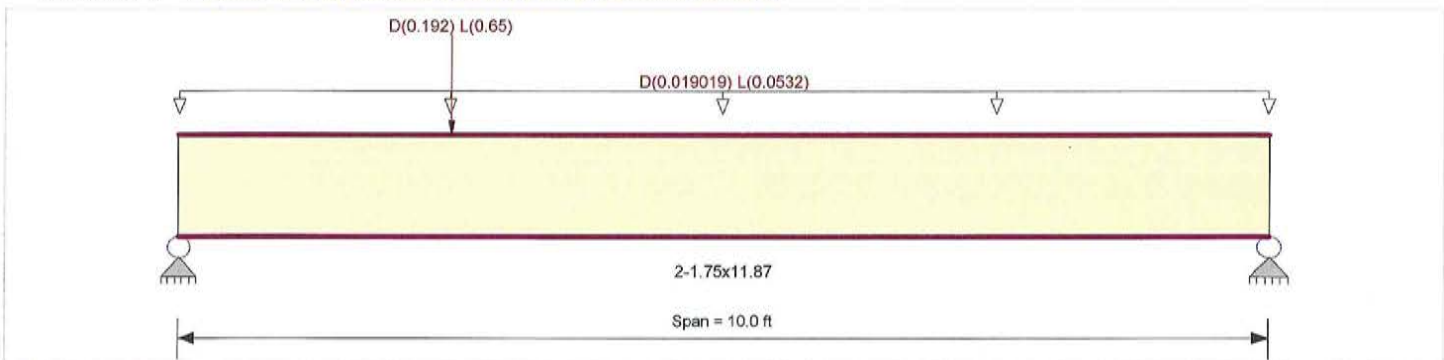 D(0.192) L(0.65)
D(0.019019) L(0.0532)
2-1.75x11.87
Span = 10.0 ft